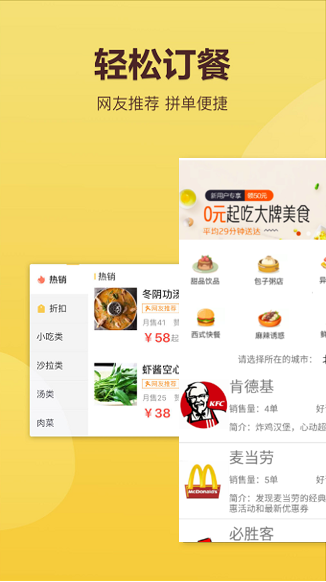 轻松订餐
网友推荐 拼单便捷
新用户专享 赠50元
0元起吃大牌美食
平均29分钟送达
甜品饮品
包子粥店
西式快餐
麻辣诱惑
请选择所在的城市：
肯德基
销售量：4单
简介：炸鸡汉堡，心动超
KFC
麦当劳
销售量：5单
简介：发现麦当劳的经典
惠活动和最新优惠券
McDonald's
必胜客
热销
折扣
小吃类
沙拉类
汤类
肉菜
热销
冬阴功汤
网友推荐
月售41
￥58起
虾酱空心
网友推荐
月售25
￥38